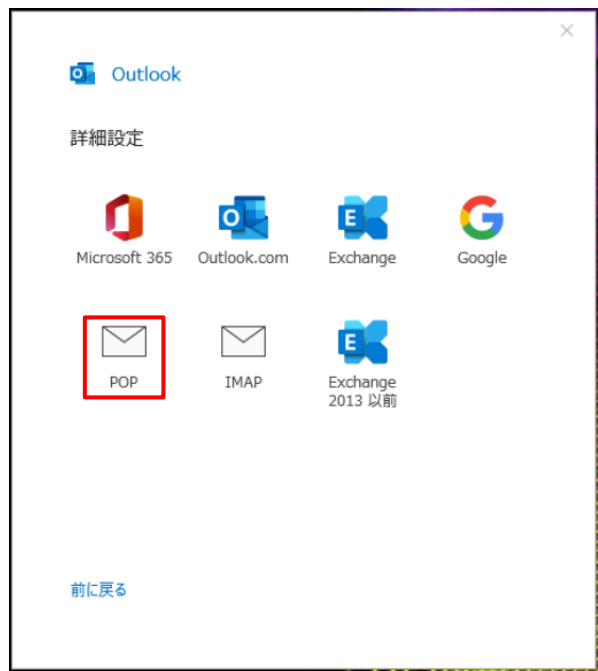 Outlook
詳細設定
Microsoft 365
Outlook.com
Exchange
Google
POP
IMAP
Exchange
2013 以前
前に戻る